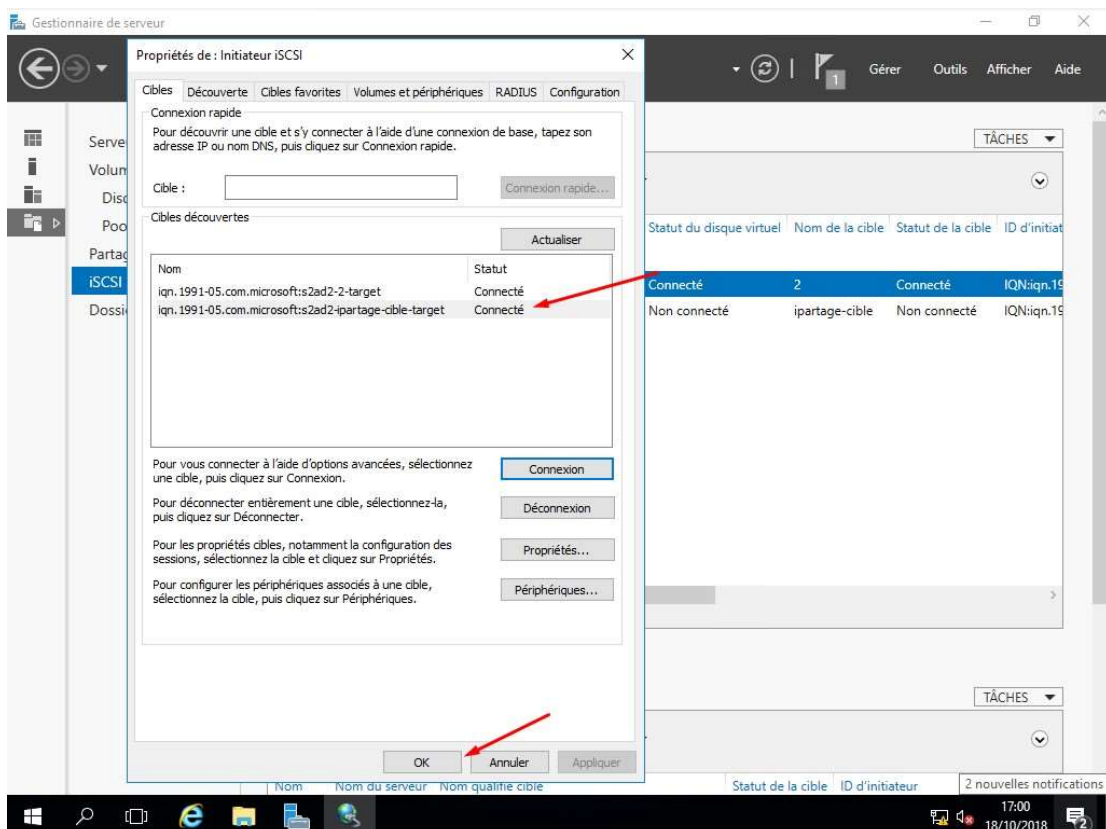 Gestionnaire de serveur
Propriétés de : Initiateur iSCSI
Gérer Outils Afficher Aide
1
Cibles Découverte Cibles favorites Volumes et périphériques RADIUS Configuration
Connexion rapide
Pour découvrir une cible et s'y connecter à l'aide d'une connexion de base, tapez son
adresse IP ou nom DNS, puis cliquez sur Connexion rapide.
Cible :
Connexion rapide...
Cibles découvertes
Actualiser
Nom Statut
iqn.1991-05.com.microsoft:s2ad2-2-target Connecté
iqn.1991-05.com.microsoft:s2ad2-ipartage-cible-target Connecté
Pour vous connecter à l'aide d'options avancées, sélectionnez
une cible, puis cliquez sur Connexion.
Connexion
Pour déconnecter entièrement une cible, sélectionnez-la,
puis cliquez sur Déconnecter.
Déconnexion
Pour les propriétés cibles, notamment la configuration des
sessions, sélectionnez la cible et cliquez sur Propriétés.
Propriétés...
Pour configurer les périphériques associés à une cible,
sélectionnez la cible, puis cliquez sur Périphériques.
Périphériques...
OK Annuler Appliquer
Serve
Volum
Disq
Poo
Partag
iSCSI
Dossi
TÂCHES
Statut du disque virtuel Nom de la cible Statut de la cible ID d'initiat
Connecté 2 Connecté IQN:iqn.19
Non connecté ipartage-cible Non connecté IQN:iqn.19
TÂCHES
Nom Nom du serveur Nom qualifié cible Statut de la cible ID d'initiateur
2 nouvelles notifications
17:00
18/10/2018
2